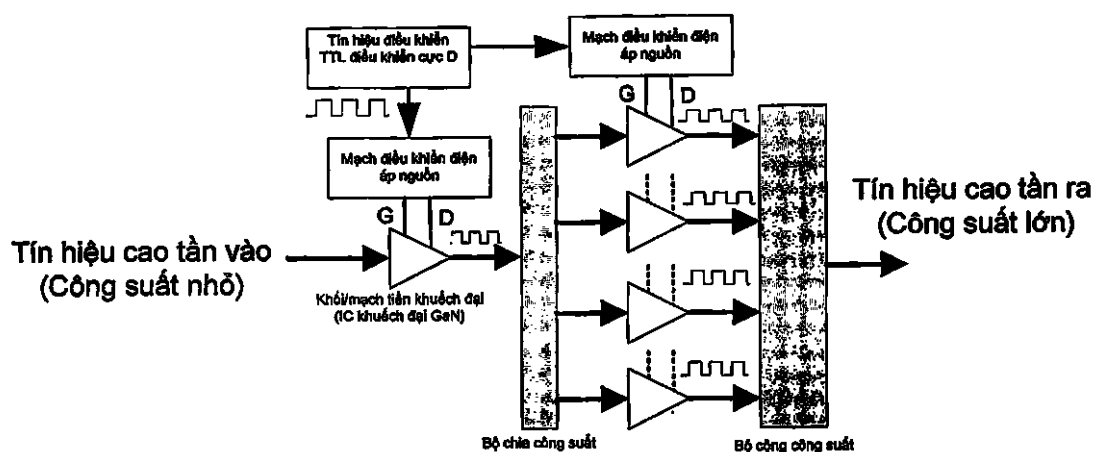 Tín hiệu điều khiển
TTL điều khiển cực D
Mạch điều khiển điện
áp nguồn
G
D
Mạch điều khiển điện
áp nguồn
G
D
Tín hiệu cao tần vào
(Công suất nhỏ)
Khối/mạch tiền khuếch đại
(IC khuếch đại GaN)
Tín hiệu cao tần ra
(Công suất lớn)
Bộ chia công suất
Bộ cộng công suất